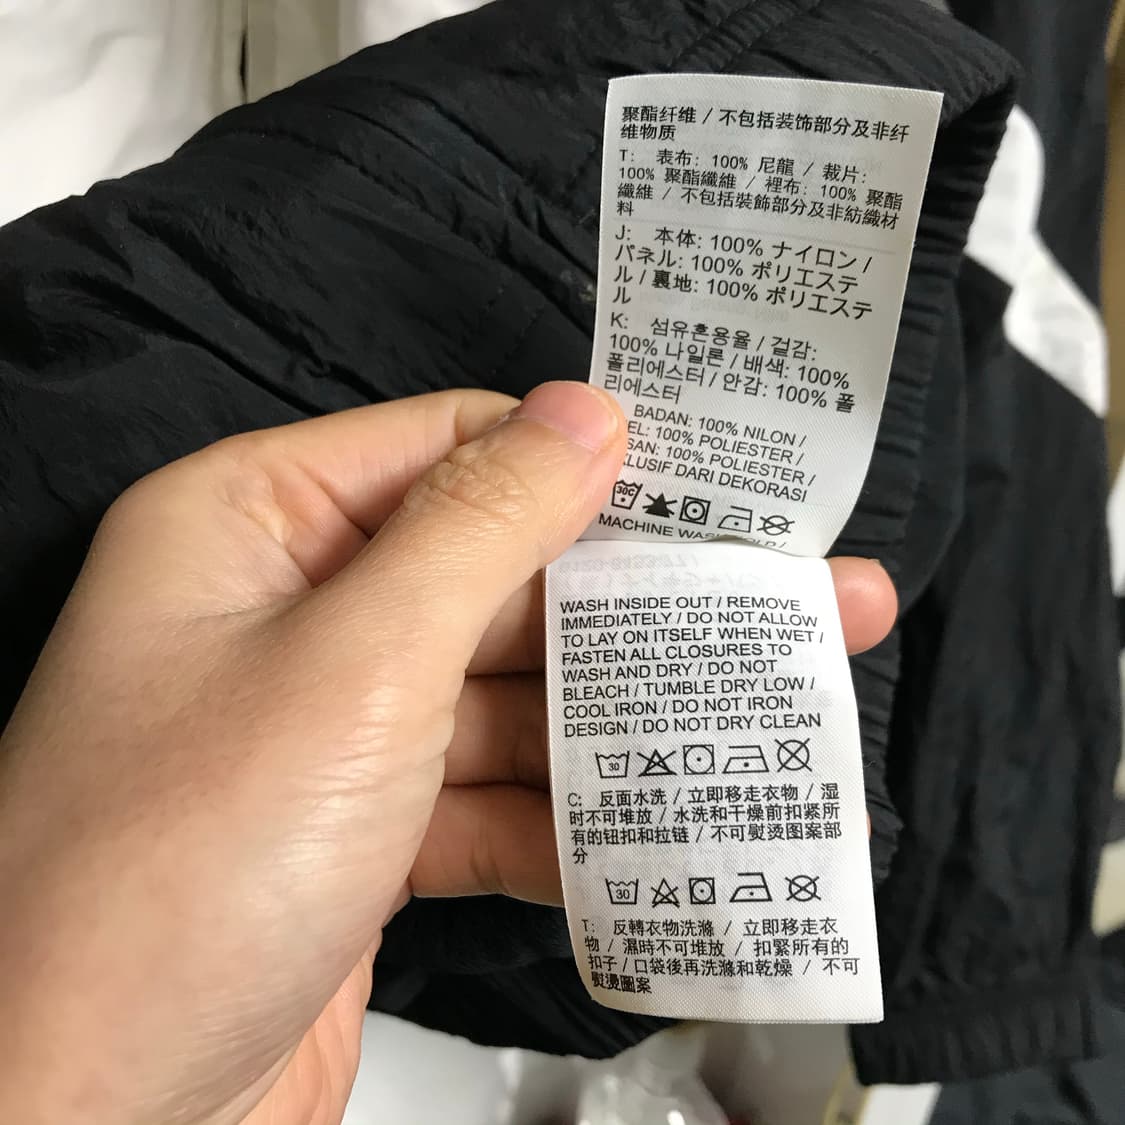 聚酯纤维 / 不包括装饰部分及非纤
维物质
T: 表布: 100% 尼龍 / 裁片:
100% 聚酯纖維 / 裡布: 100% 聚酯
纖維 / 不包括裝飾部分及非紡織材
料
J: 本体: 100% ナイロン /
パネル: 100% ポリエステ
ル / 裏地: 100% ポリエステ
ル
K: 섬유혼용율 / 겉감:
100% 나일론 / 배색: 100%
폴리에스터 / 안감: 100% 폴
리에스터
BADAN: 100% NILON /
EL: 100% POLIESTER /
SAN: 100% POLIESTER /
KLUSIF DARI DEKORASI
30C
MACHINE WASH COLD /
WASH INSIDE OUT / REMOVE
IMMEDIATELY / DO NOT ALLOW
TO LAY ON ITSELF WHEN WET /
FASTEN ALL CLOSURES TO
WASH AND DRY / DO NOT
BLEACH / TUMBLE DRY LOW /
COOL IRON / DO NOT IRON
DESIGN / DO NOT DRY CLEAN
30
C: 反面水洗 / 立即移走衣物 / 湿
时不可堆放 / 水洗和干燥前扣紧所
有的钮扣和拉链 / 不可熨烫图案部
分
30
T: 反轉衣物洗滌 / 立即移走衣
物 / 濕時不可堆放 / 扣緊所有的
扣子 / 口袋後再洗滌和乾燥 / 不可
熨燙圖案